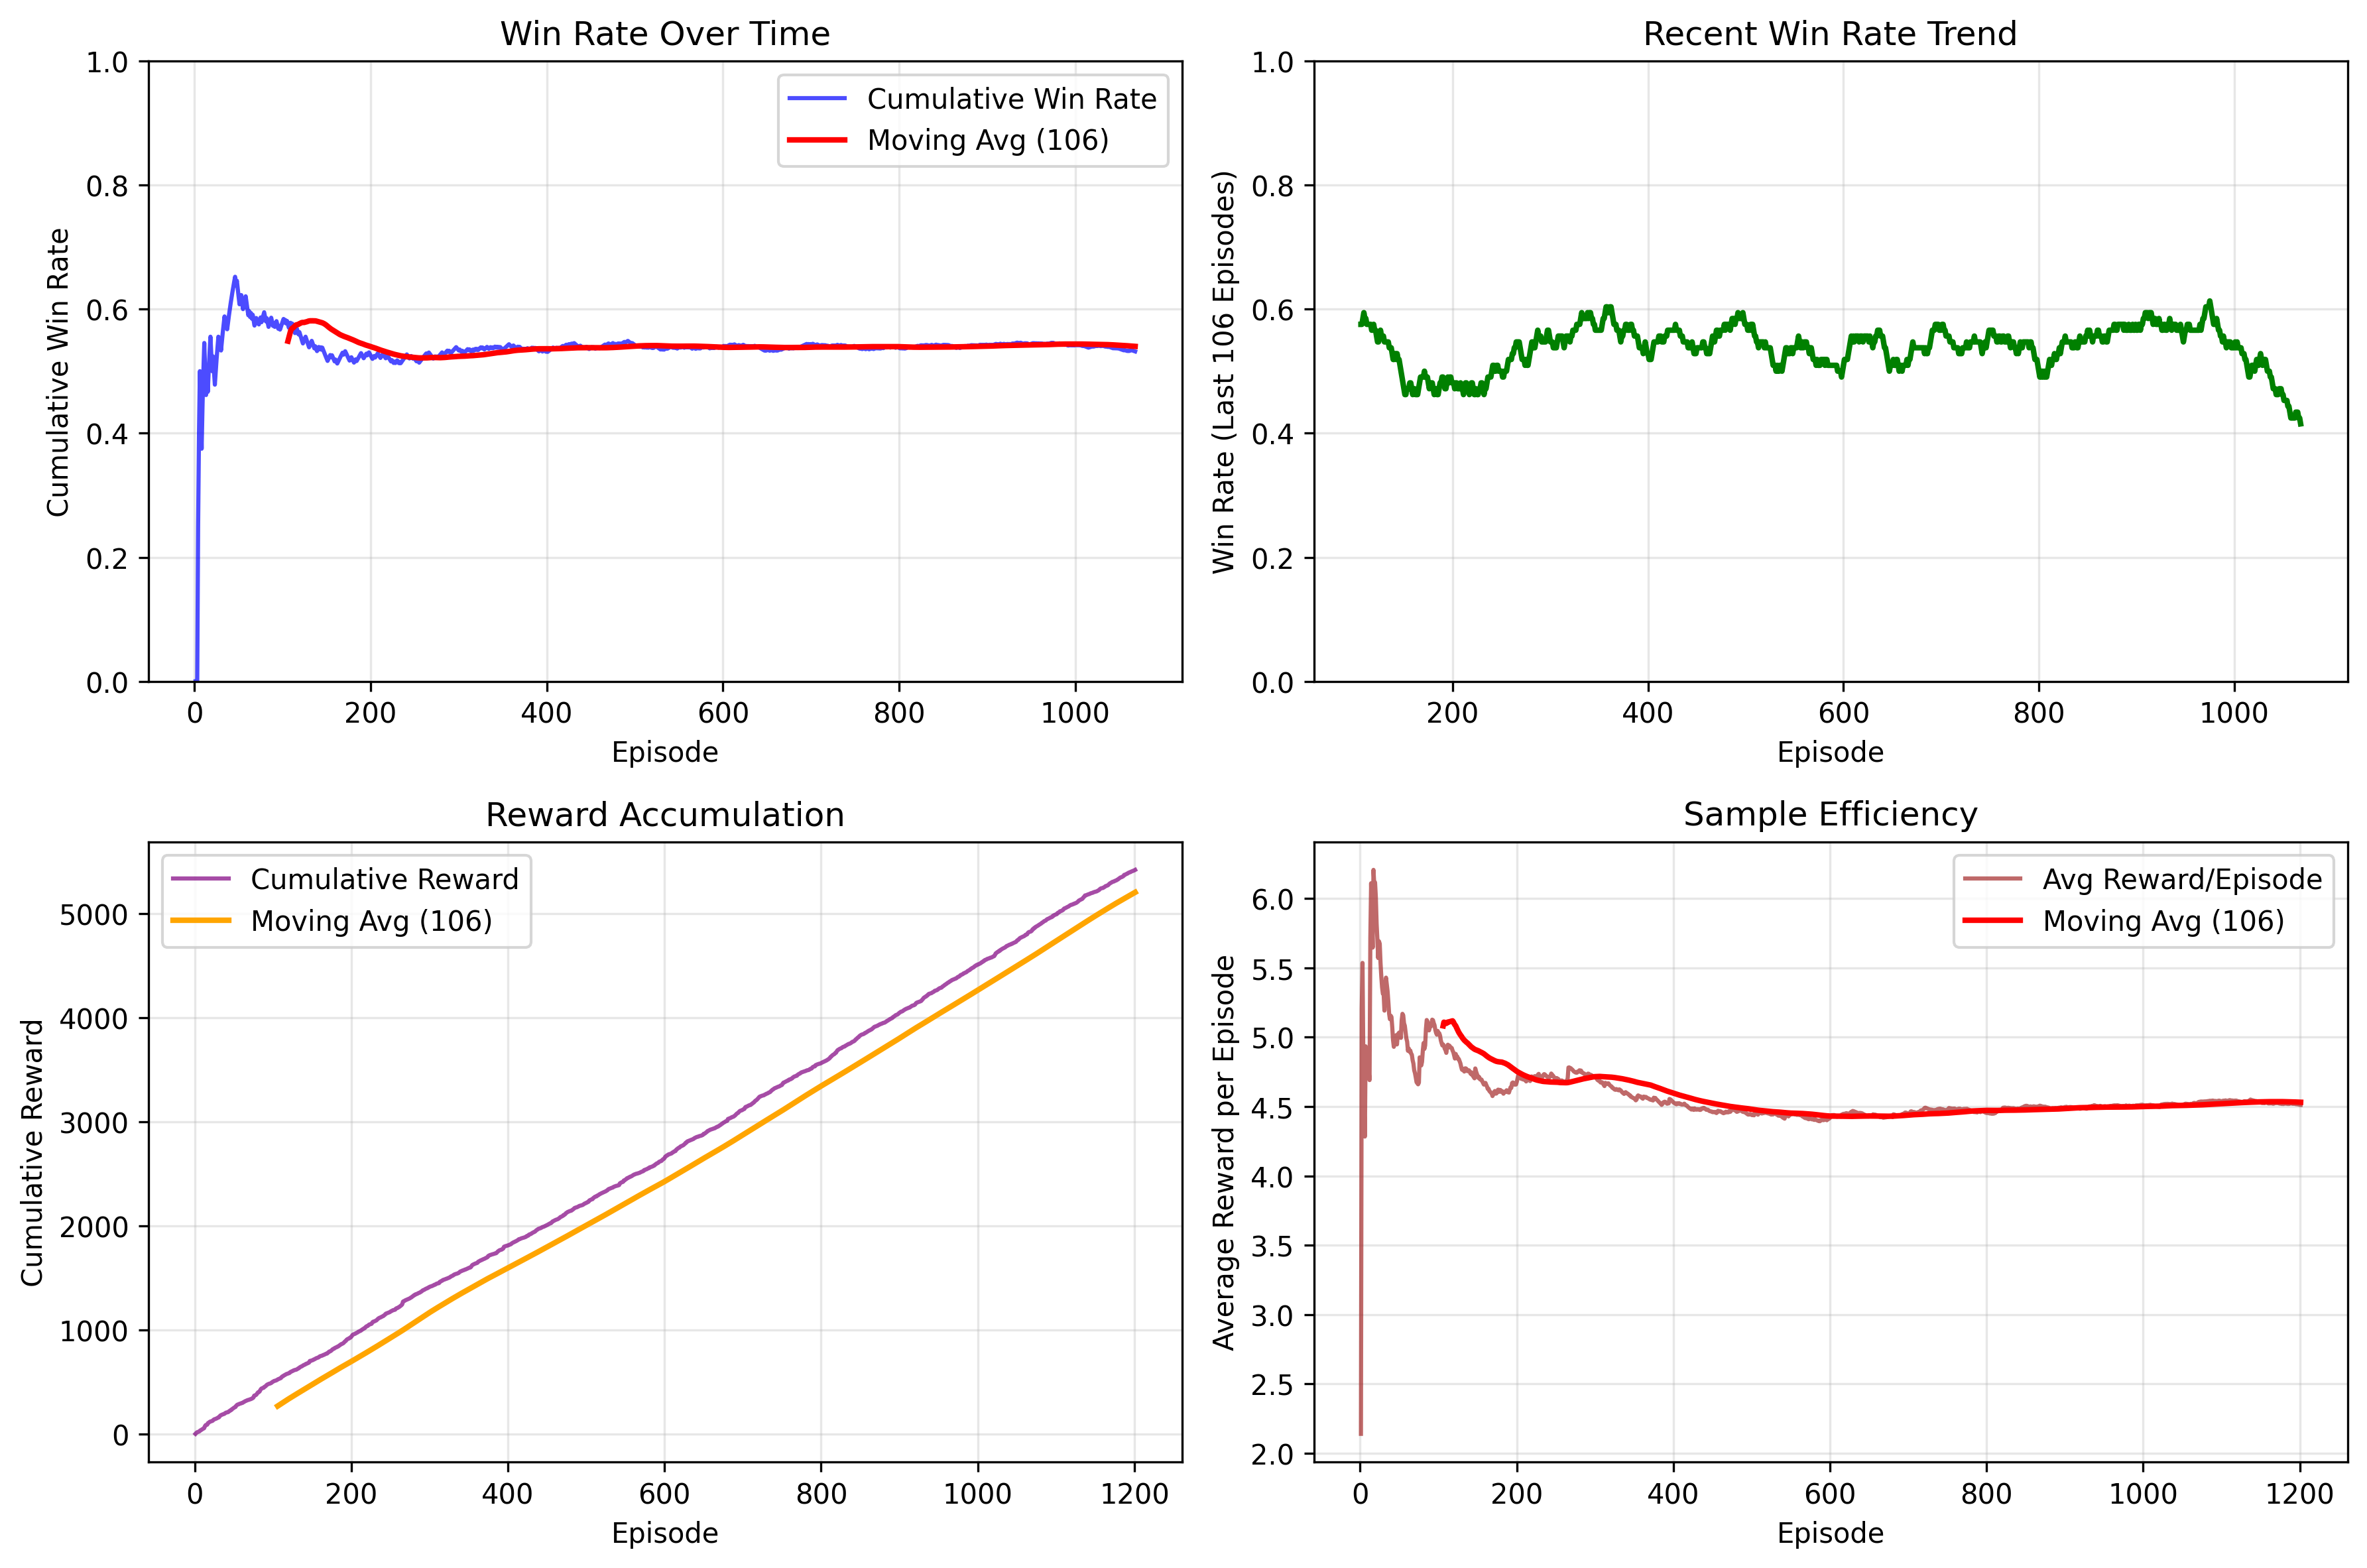 Win Rate Over Time
Cumulative Win Rate
1.0
0.8
0.6
0.4
0.2
0.0
Cumulative Win Rate
Moving Avg (106)
0 200 400 600 800 1000
Episode
Recent Win Rate Trend
Win Rate (Last 106 Episodes)
1.0
0.8
0.6
0.4
0.2
0.0
200 400 600 800 1000
Episode
Reward Accumulation
Cumulative Reward
5000
4000
3000
2000
1000
0
Cumulative Reward
Moving Avg (106)
0 200 400 600 800 1000 1200
Episode
Sample Efficiency
Average Reward per Episode
6.0
5.5
5.0
4.5
4.0
3.5
3.0
2.5
2.0
Avg Reward/Episode
Moving Avg (106)
0 200 400 600 800 1000 1200
Episode